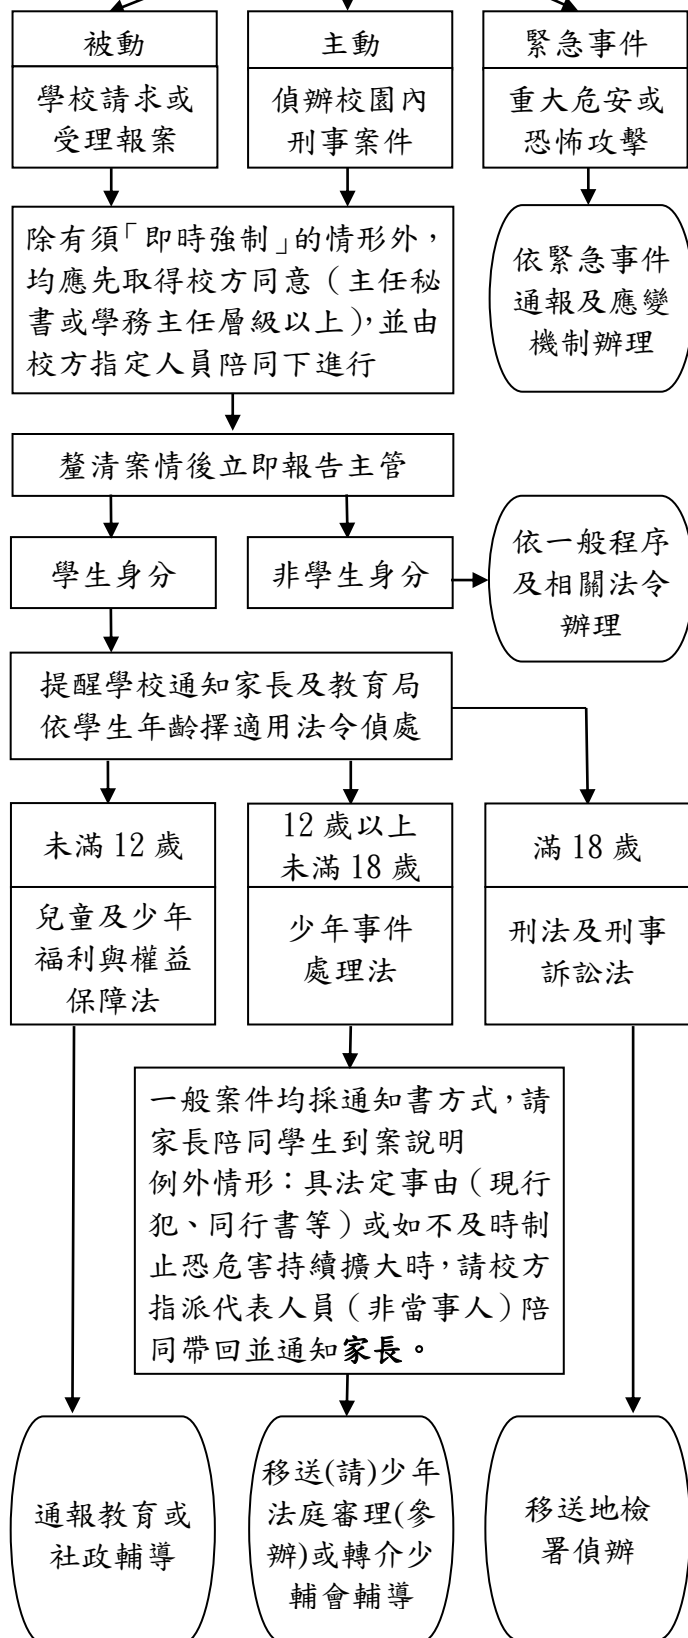 被動
主動
緊急事件
學校請求或
受理報案
偵辦校園內
刑事案件
重大危安或
恐怖攻擊
除有須「即時強制」的情形外，
均應先取得校方同意（主任秘
書或學務主任層級以上），並由
校方指定人員陪同下進行
依緊急事件
通報及應變
機制辦理
釐清案情後立即報告主管
學生身分
非學生身分
依一般程序
及相關法令
辦理
提醒學校通知家長及教育局
依學生年齡擇適用法令偵處
未滿 12 歲
12 歲以上
未滿 18 歲
滿 18 歲
兒童及少年
福利與權益
保障法
少年事件
處理法
刑法及刑事
訴訟法
一般案件均採通知書方式，請
家長陪同學生到案說明
例外情形：具法定事由（現行
犯、同行書等）或如不及時制
止恐危害持續擴大時，請校方
指派代表人員（非當事人）陪
同帶回並通知家長。
通報教育或
社政輔導
移送(請)少年
法庭審理(參
辦)或轉介少
輔會輔導
移送地檢
署偵辦